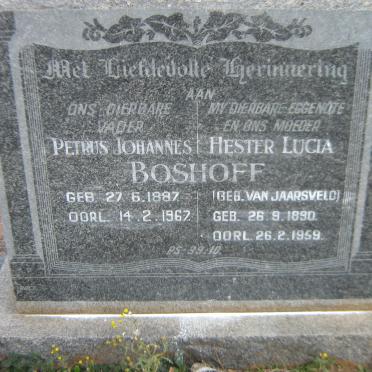 Met Liefdevolle Herinnering
AAN
ONS DIERBARE
VADER
PETRUS JOHANNES
MY DIERBARE EGGENOTE
EN ONS MOEDER
HESTER LUCIA
BOSHOFF
GEB. 27.6.1887
OORL. 14.2.1967
(GEB. VAN JAARSVELD)
GEB. 26.9.1890.
OORL. 26.2.1959.
PS-99:10